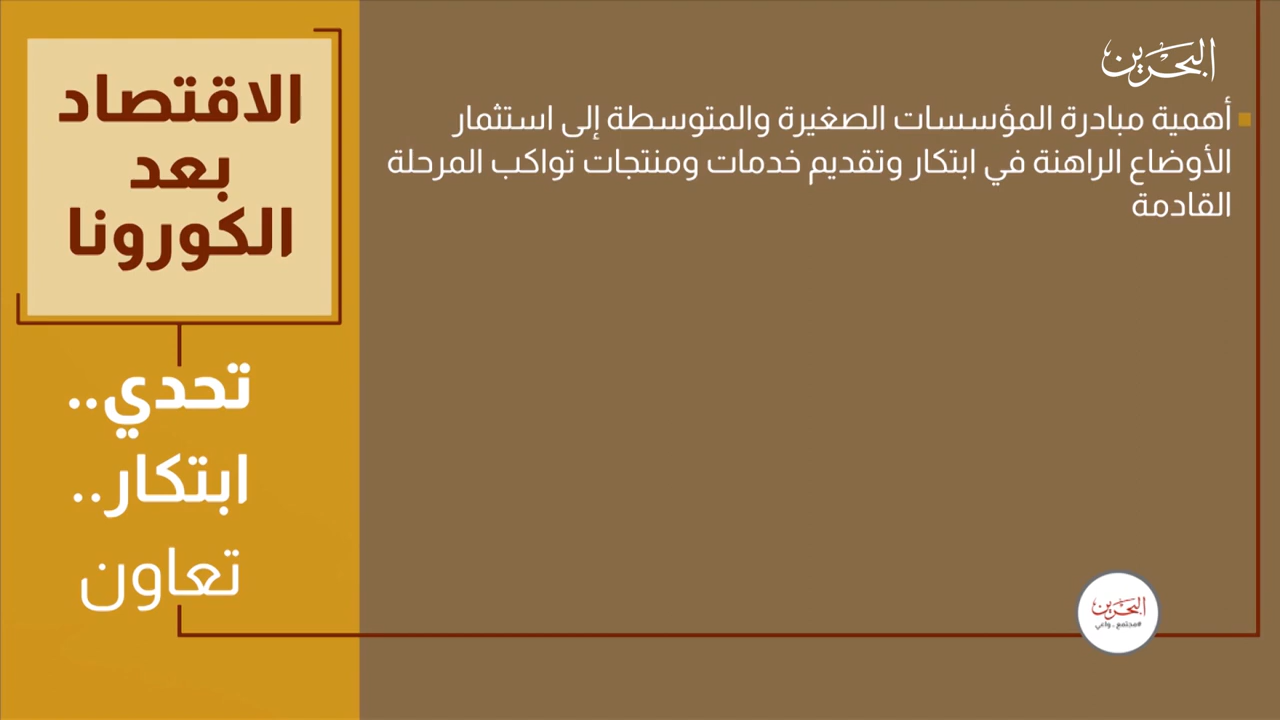 البحرين
أهمية مبادرة المؤسسات الصغيرة والمتوسطة إلى استثمار
الأوضاع الراهنة في ابتكار وتقديم خدمات ومنتجات تواكب المرحلة
القادمة
الاقتصاد
بعد
الكورونا
تحدي..
ابتكار..
تعاون
البحرين
#مجتمع_واعي